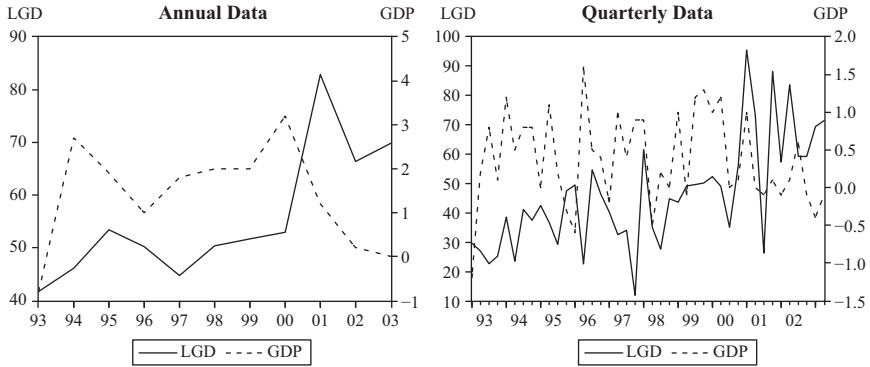 LGD Annual Data GDP
90 5
80 4
70 3
2
60 1
50 0
40 −1
93 94 95 96 97 98 99 00 01 02 03
LGD GDP
LGD Quarterly Data GDP
100 2.0
90 1.5
80 1.0
70 0.5
60
50 0.0
40 −0.5
30 −1.0
20
10 −1.5
93 94 95 96 97 98 99 00 01 02
LGD GDP